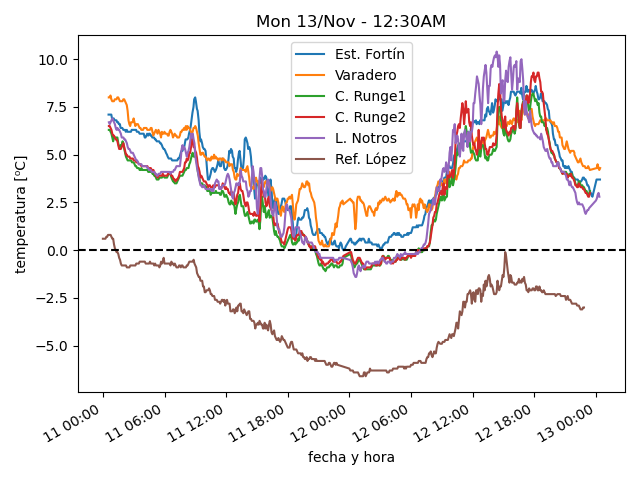 Mon 13/Nov - 12:30AM
Est. Fortín
Varadero
C. Runge1
C. Runge2
L. Notros
Ref. López
temperatura [ºC]
10.0
7.5
5.0
2.5
0.0
−2.5
−5.0
11 00:00
11 06:00
11 12:00
11 18:00
12 00:00
12 06:00
12 12:00
12 18:00
13 00:00
fecha y hora